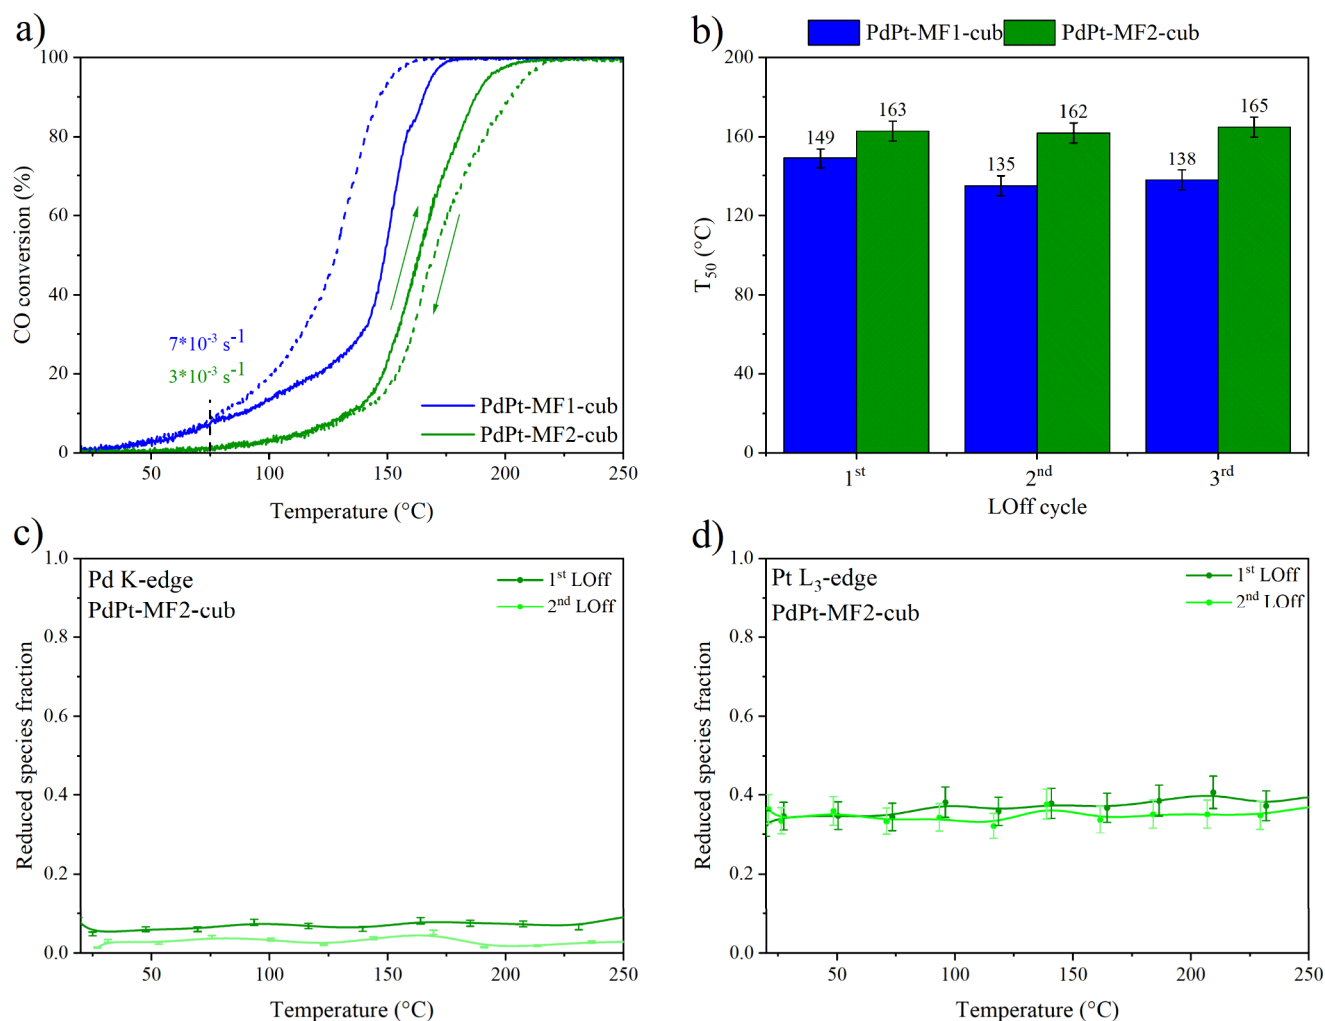 a)
100
80
60
40
20
0
CO conversion (%)
7*10⁻³ s⁻¹
3*10⁻³ s⁻¹
PdPt-MF1-cub
PdPt-MF2-cub
50 100 150 200 250
Temperature (°C)
b)
PdPt-MF1-cub PdPt-MF2-cub
200
160
120
80
40
0
T₅₀ (°C)
149 163 135 162 138 165
1ˢᵗ 2ⁿᵈ 3ʳᵈ
LOff cycle
c)
1.0
0.8
0.6
0.4
0.2
0.0
Reduced species fraction
Pd K-edge
PdPt-MF2-cub
1ˢᵗ LOff
2ⁿᵈ LOff
50 100 150 200 250
Temperature (°C)
d)
1.0
0.8
0.6
0.4
0.2
0.0
Reduced species fraction
Pt L₃-edge
PdPt-MF2-cub
1ˢᵗ LOff
2ⁿᵈ LOff
50 100 150 200 250
Temperature (°C)